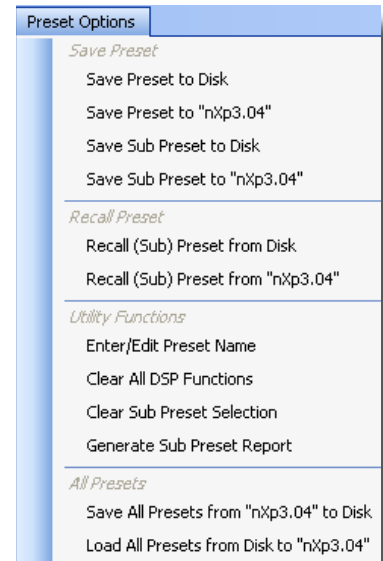 Preset Options
Save Preset
Save Preset to Disk
Save Preset to "nXp3.04"
Save Sub Preset to Disk
Save Sub Preset to "nXp3.04"
Recall Preset
Recall (Sub) Preset from Disk
Recall (Sub) Preset from "nXp3.04"
Utility Functions
Enter/Edit Preset Name
Clear All DSP Functions
Clear Sub Preset Selection
Generate Sub Preset Report
All Presets
Save All Presets from "nXp3.04" to Disk
Load All Presets from Disk to "nXp3.04"